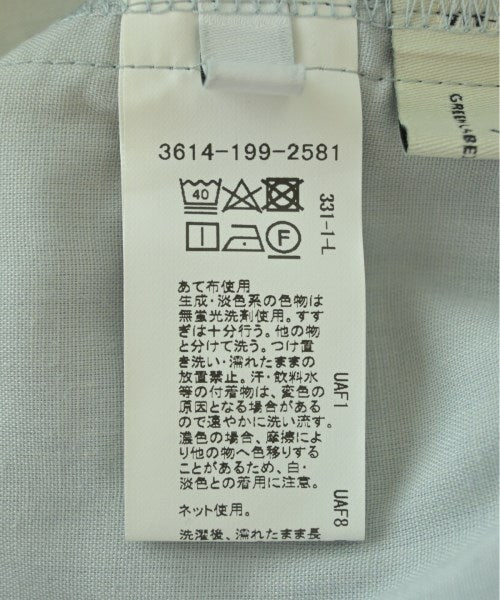 3614-199-2581
40
F
331-1-L
あて布使用
生成・淡色系の色物は
無蛍光洗剤使用。すす
ぎは十分行う。他の物
と分けて洗う。つけ置
き洗い・濡れたままの
放置禁止。汗・飲料水
等の付着物は、変色の
原因となる場合がある
ので速やかに洗い流す。
濃色の場合、摩擦によ
り他の物へ色移りする
ことがあるため、白・
淡色との着用に注意。
ネット使用。
洗濯後、濡れたまま長
UAF1
UAF8
GREEN LABEL